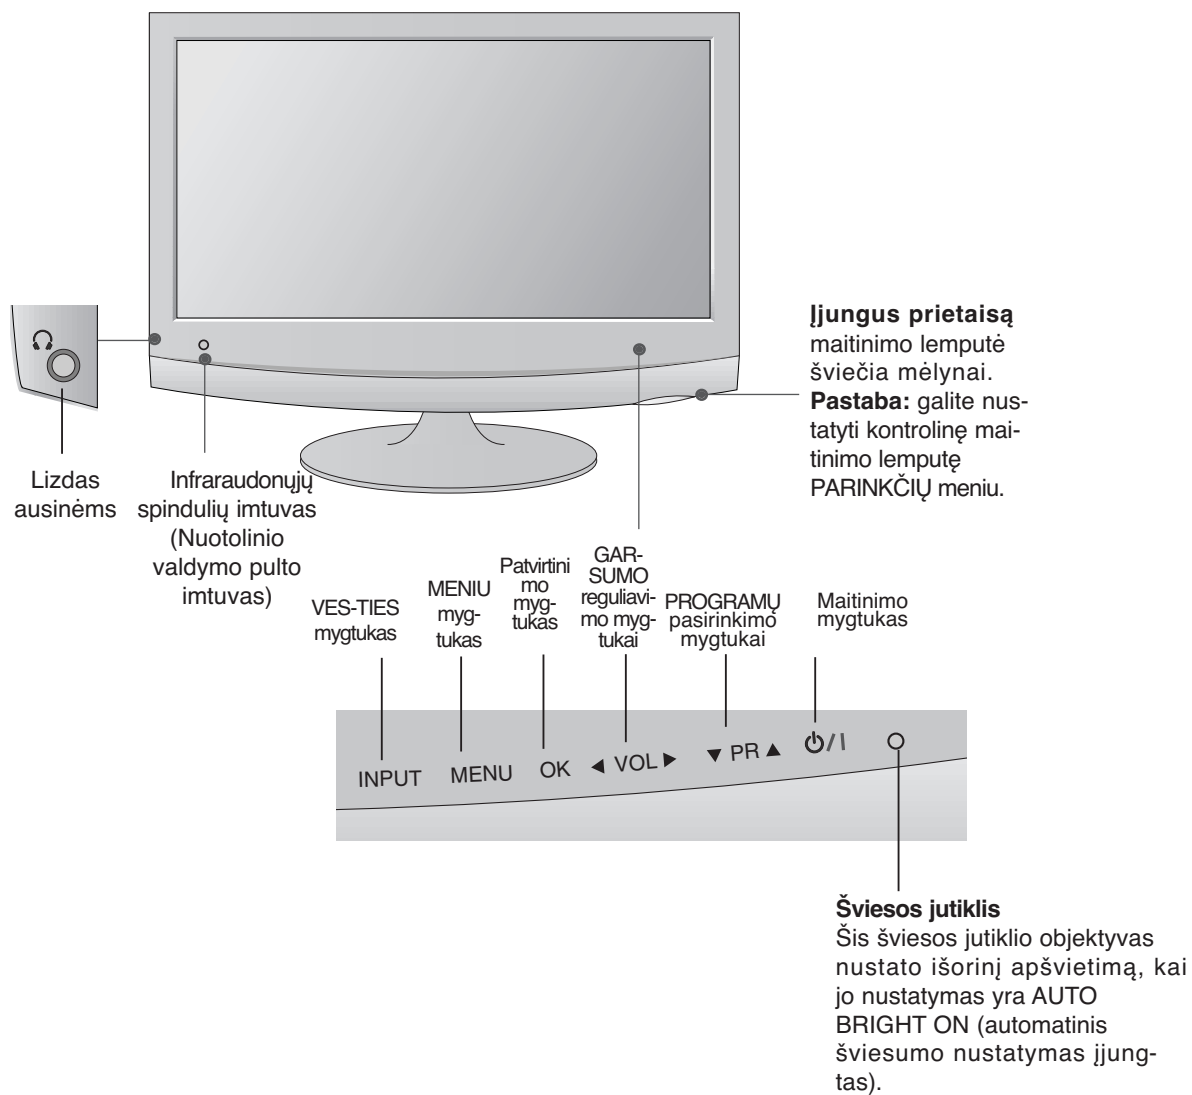 Įjungus prietaisą
maitinimo lemputė
šviečia mėlynai.
Pastaba: galite nus-
tatyti kontrolinę mai-
tinimo lemputę
PARINKČIŲ meniu.
Lizdas
ausinėms
Infraraudonųjų
spindulių imtuvas
(Nuotolinio
valdymo pulto
imtuvas)
VES-TIES
mygtukas
MENIU
myg-
tukas
Patvirtini
mo
myg-
tukas
GAR-
SUMO
reguliavi-
mo myg-
tukai
PROGRAMŲ
pasirinkimo
mygtukai
Maitinimo
mygtukas
INPUT MENU OK ◄ VOL ► ▼ PR ▲ ⏻/I
Šviesos jutiklis
Šis šviesos jutiklio objektyvas
nustato išorinį apšvietimą, kai
jo nustatymas yra AUTO
BRIGHT ON (automatinis
šviesumo nustatymas įjung-
tas).